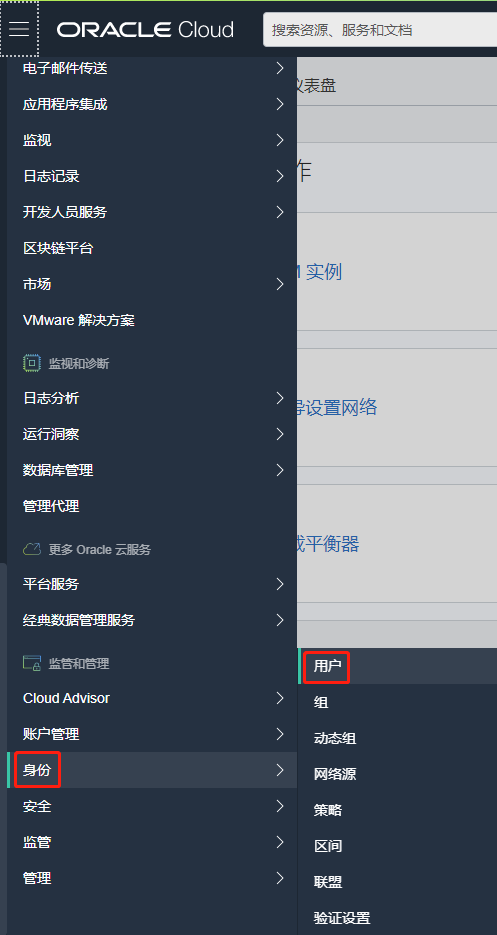 ORACLE Cloud
搜索资源、服务和文档
电子邮件传送
应用程序集成
监视
日志记录
开发人员服务
区块链平台
市场
VMware 解决方案
监视和诊断
日志分析
运行洞察
数据库管理
管理代理
更多 Oracle 云服务
平台服务
经典数据管理服务
监管和管理
Cloud Advisor
账户管理
身份
安全
监管
管理
表盘
作
实例
设置网络
平衡器
用户
组
动态组
网络源
策略
区间
联盟
验证设置